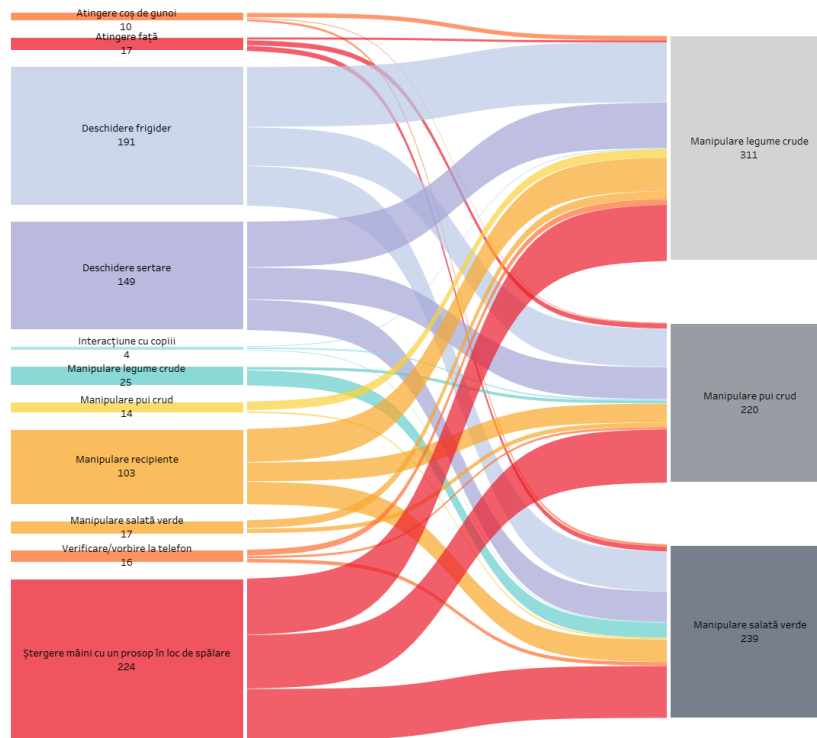 Atingere coș de gunoi
10
Atingere față
17
Deschidere frigider
191
Deschidere sertare
149
Interacțiune cu copiii
4
Manipulare legume crude
25
Manipulare pui crud
14
Manipulare recipiente
103
Manipulare salată verde
17
Verificare/vorbire la telefon
16
Ștergere mâini cu un prosop în loc de spălare
224
Manipulare legume crude
311
Manipulare pui crud
220
Manipulare salată verde
239